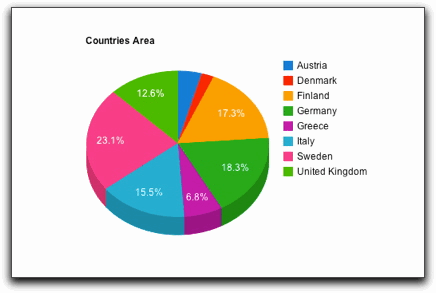 Countries Area
Austria
Denmark
Finland
Germany
Greece
Italy
Sweden
United Kingdom
12.6%
17.3%
23.1%
18.3%
15.5%
6.8%